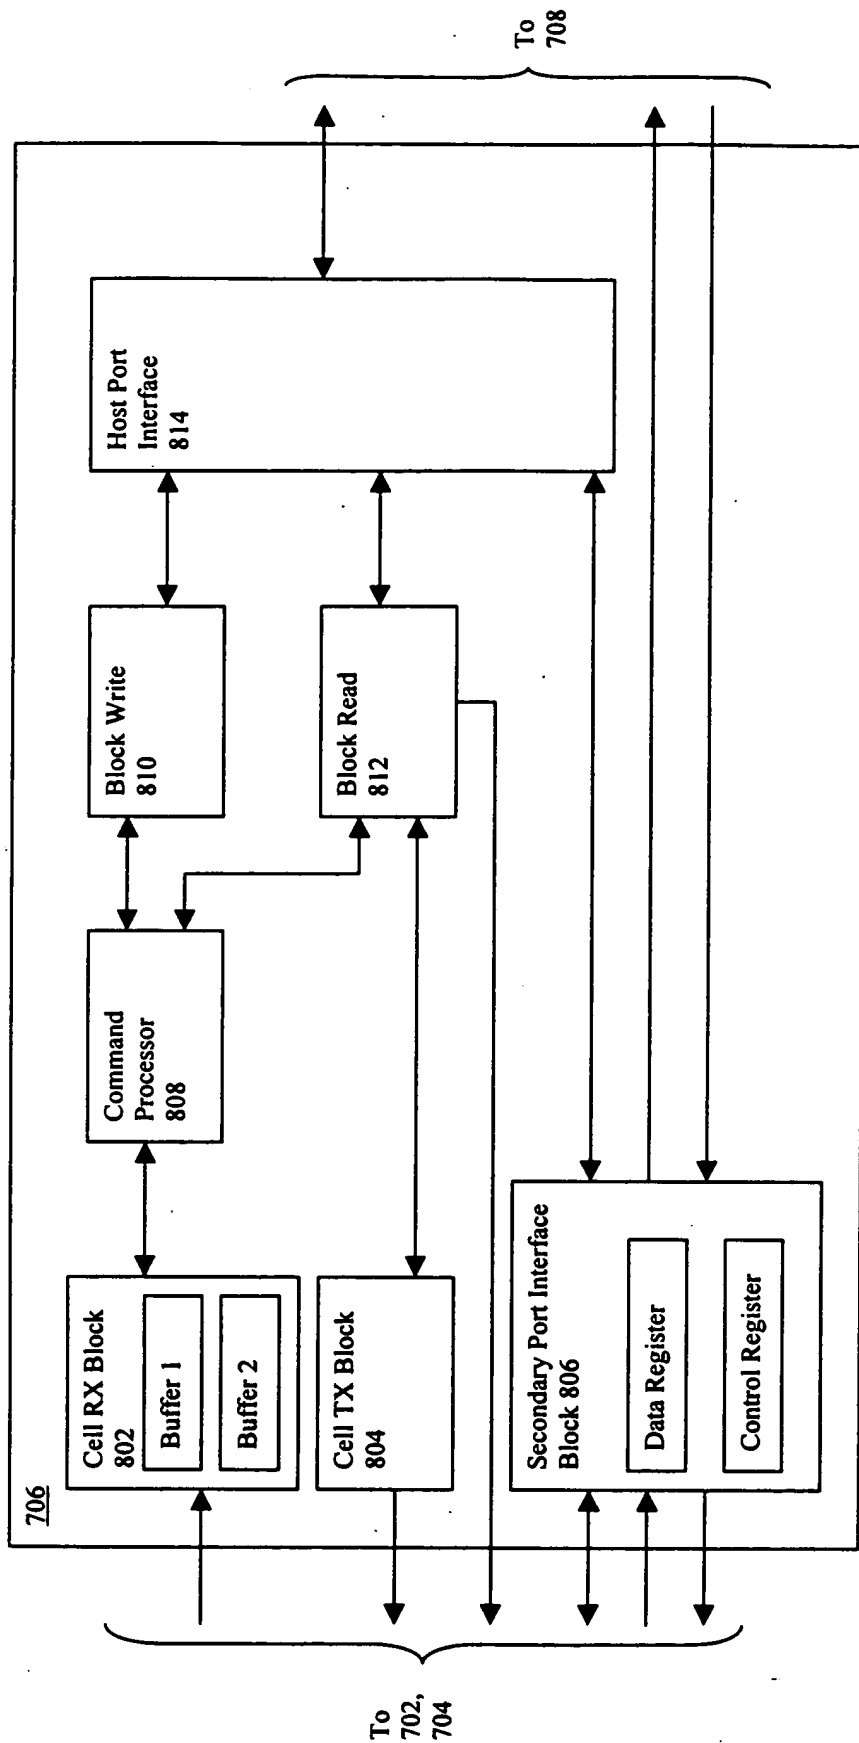 706
Cell RX Block
802
Buffer 1
Buffer 2
Command
Processor
808
Block Write
810
Host Port
Interface
814
Cell TX Block
804
Block Read
812
Secondary Port Interface
Block 806
Data Register
Control Register
To
702,
704
To
708